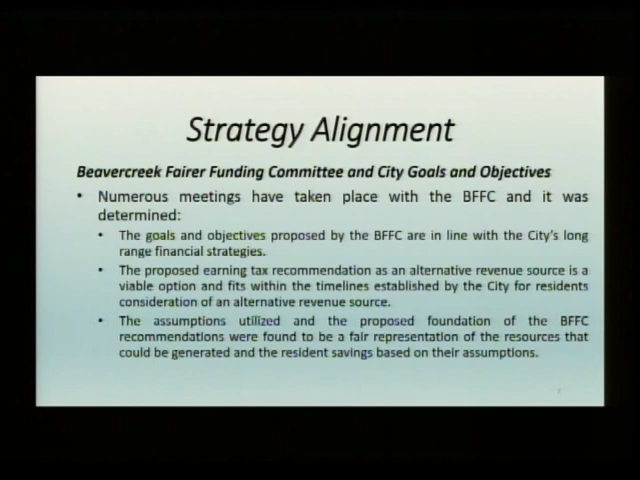 Strategy Alignment
Beavercreek Fairer Funding Committee and City Goals and Objectives
• Numerous meetings have taken place with the BFFC and it was
determined:
• The goals and objectives proposed by the BFFC are in line with the City's long
range financial strategies.
• The proposed earning tax recommendation as an alternative revenue source is a
viable option and fits within the timelines established by the City for residents
consideration of an alternative revenue source.
• The assumptions utilized and the proposed foundation of the BFFC
recommendations were found to be a fair representation of the resources that
could be generated and the resident savings based on their assumptions.